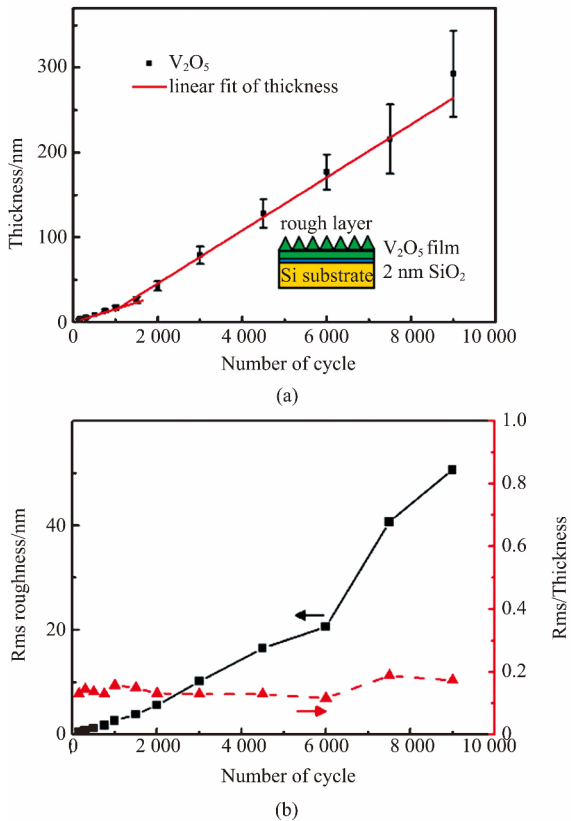 300
200
100
0
Thickness/nm
V₂O₅
linear fit of thickness
rough layer
V₂O₅ film
Si substrate
2 nm SiO₂
0 2 000 4 000 6 000 8 000 10 000
Number of cycle
(a)
40
20
0
Rms roughness/nm
1.0
0.8
0.6
0.4
0.2
0
Rms/Thickness
0 2 000 4 000 6 000 8 000 10 000
Number of cycle
(b)